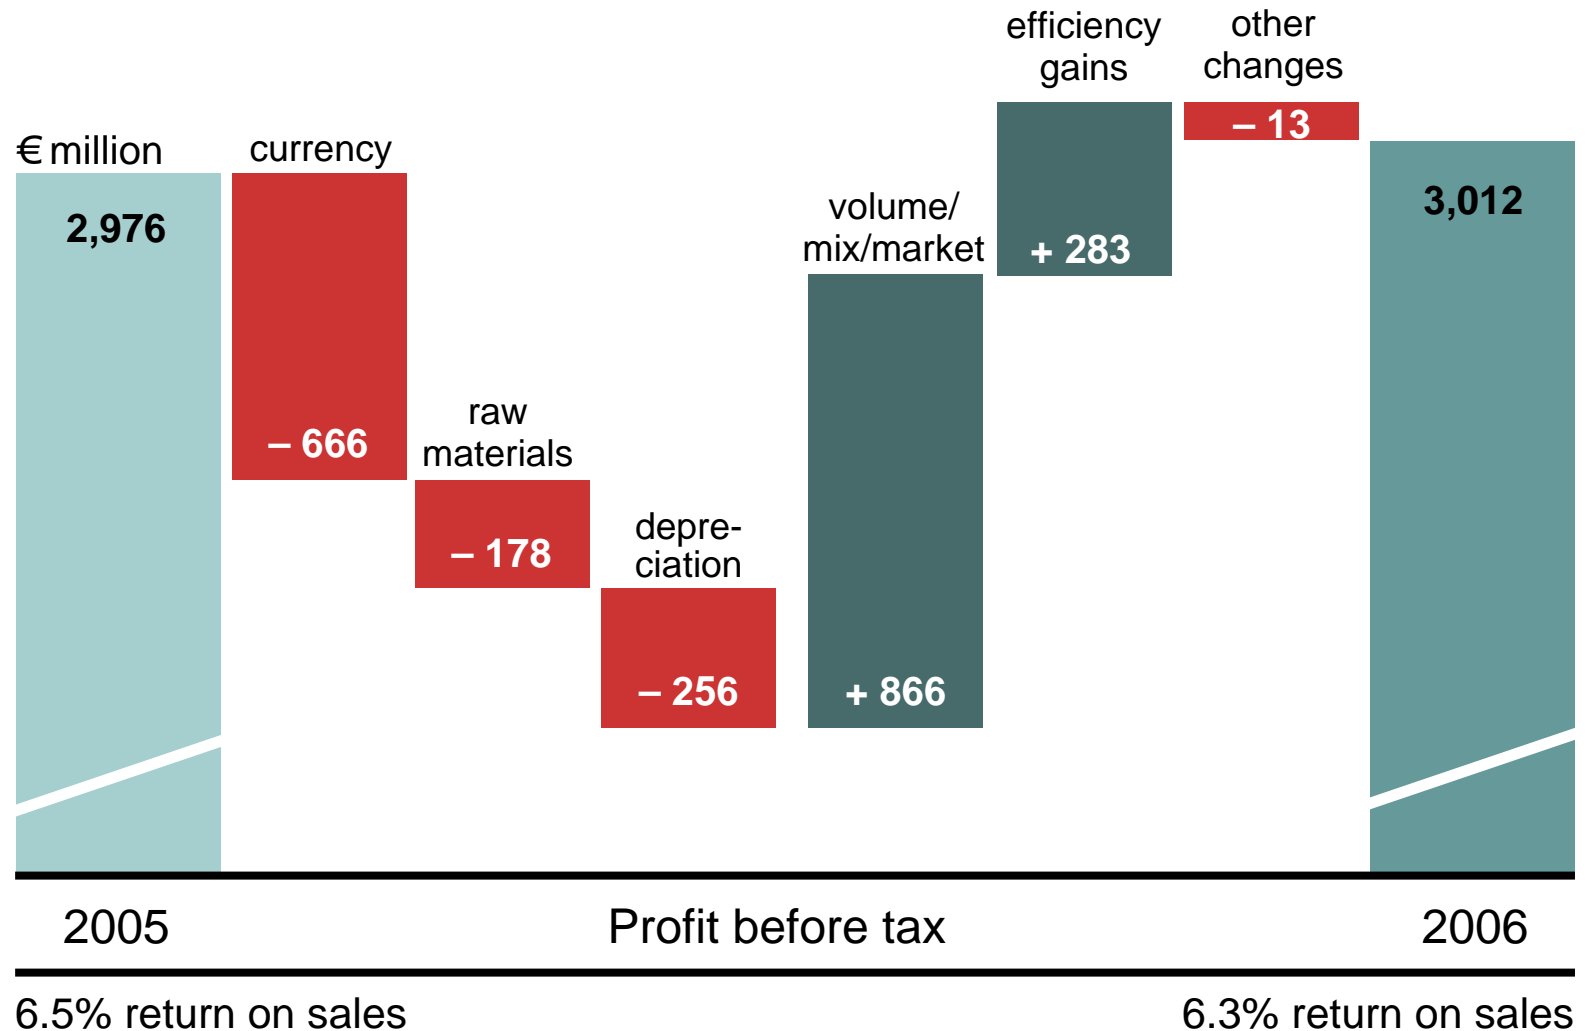 € million
2,976
currency
– 666
raw
materials
– 178
depre-
ciation
– 256
volume/
mix/market
+ 866
efficiency
gains
+ 283
other
changes
– 13
3,012
2005
Profit before tax
2006
6.5% return on sales
6.3% return on sales